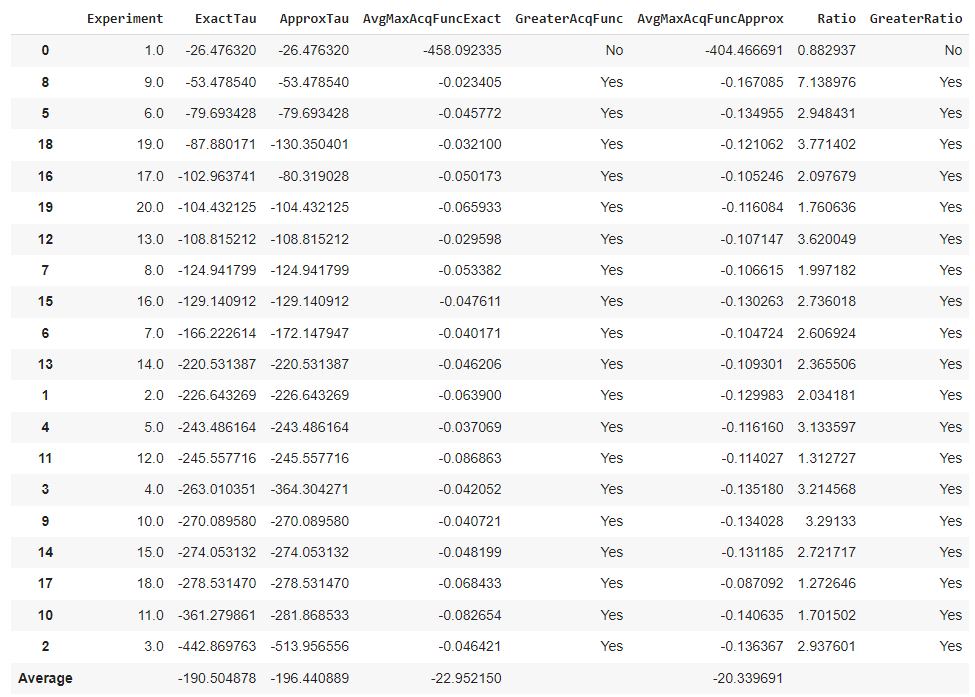 Experiment ExactTau ApproxTau AvgMaxAcqFuncExact GreaterAcqFunc AvgMaxAcqFuncApprox Ratio GreaterRatio
0 1.0 -26.476320 -26.476320 -458.092335 No -404.466691 0.882937 No
8 9.0 -53.478540 -53.478540 -0.023405 Yes -0.167085 7.138976 Yes
5 6.0 -79.693428 -79.693428 -0.045772 Yes -0.134955 2.948431 Yes
18 19.0 -87.880171 -130.350401 -0.032100 Yes -0.121062 3.771402 Yes
16 17.0 -102.963741 -80.319028 -0.050173 Yes -0.105246 2.097679 Yes
19 20.0 -104.432125 -104.432125 -0.065933 Yes -0.116084 1.760636 Yes
12 13.0 -108.815212 -108.815212 -0.029598 Yes -0.107147 3.620049 Yes
7 8.0 -124.941799 -124.941799 -0.053382 Yes -0.106615 1.997182 Yes
15 16.0 -129.140912 -129.140912 -0.047611 Yes -0.130263 2.736018 Yes
6 7.0 -166.222614 -172.147947 -0.040171 Yes -0.104724 2.606924 Yes
13 14.0 -220.531387 -220.531387 -0.046206 Yes -0.109301 2.365506 Yes
1 2.0 -226.643269 -226.643269 -0.063900 Yes -0.129983 2.034181 Yes
4 5.0 -243.486164 -243.486164 -0.037069 Yes -0.116160 3.133597 Yes
11 12.0 -245.557716 -245.557716 -0.086863 Yes -0.114027 1.312727 Yes
3 4.0 -263.010351 -364.304271 -0.042052 Yes -0.135180 3.214568 Yes
9 10.0 -270.089580 -270.089580 -0.040721 Yes -0.134028 3.29133 Yes
14 15.0 -274.053132 -274.053132 -0.048199 Yes -0.131185 2.721717 Yes
17 18.0 -278.531470 -278.531470 -0.068433 Yes -0.087092 1.272646 Yes
10 11.0 -361.279861 -281.868533 -0.082654 Yes -0.140635 1.701502 Yes
2 3.0 -442.869763 -513.956556 -0.046421 Yes -0.136367 2.937601 Yes
Average -190.504878 -196.440889 -22.952150 -20.339691